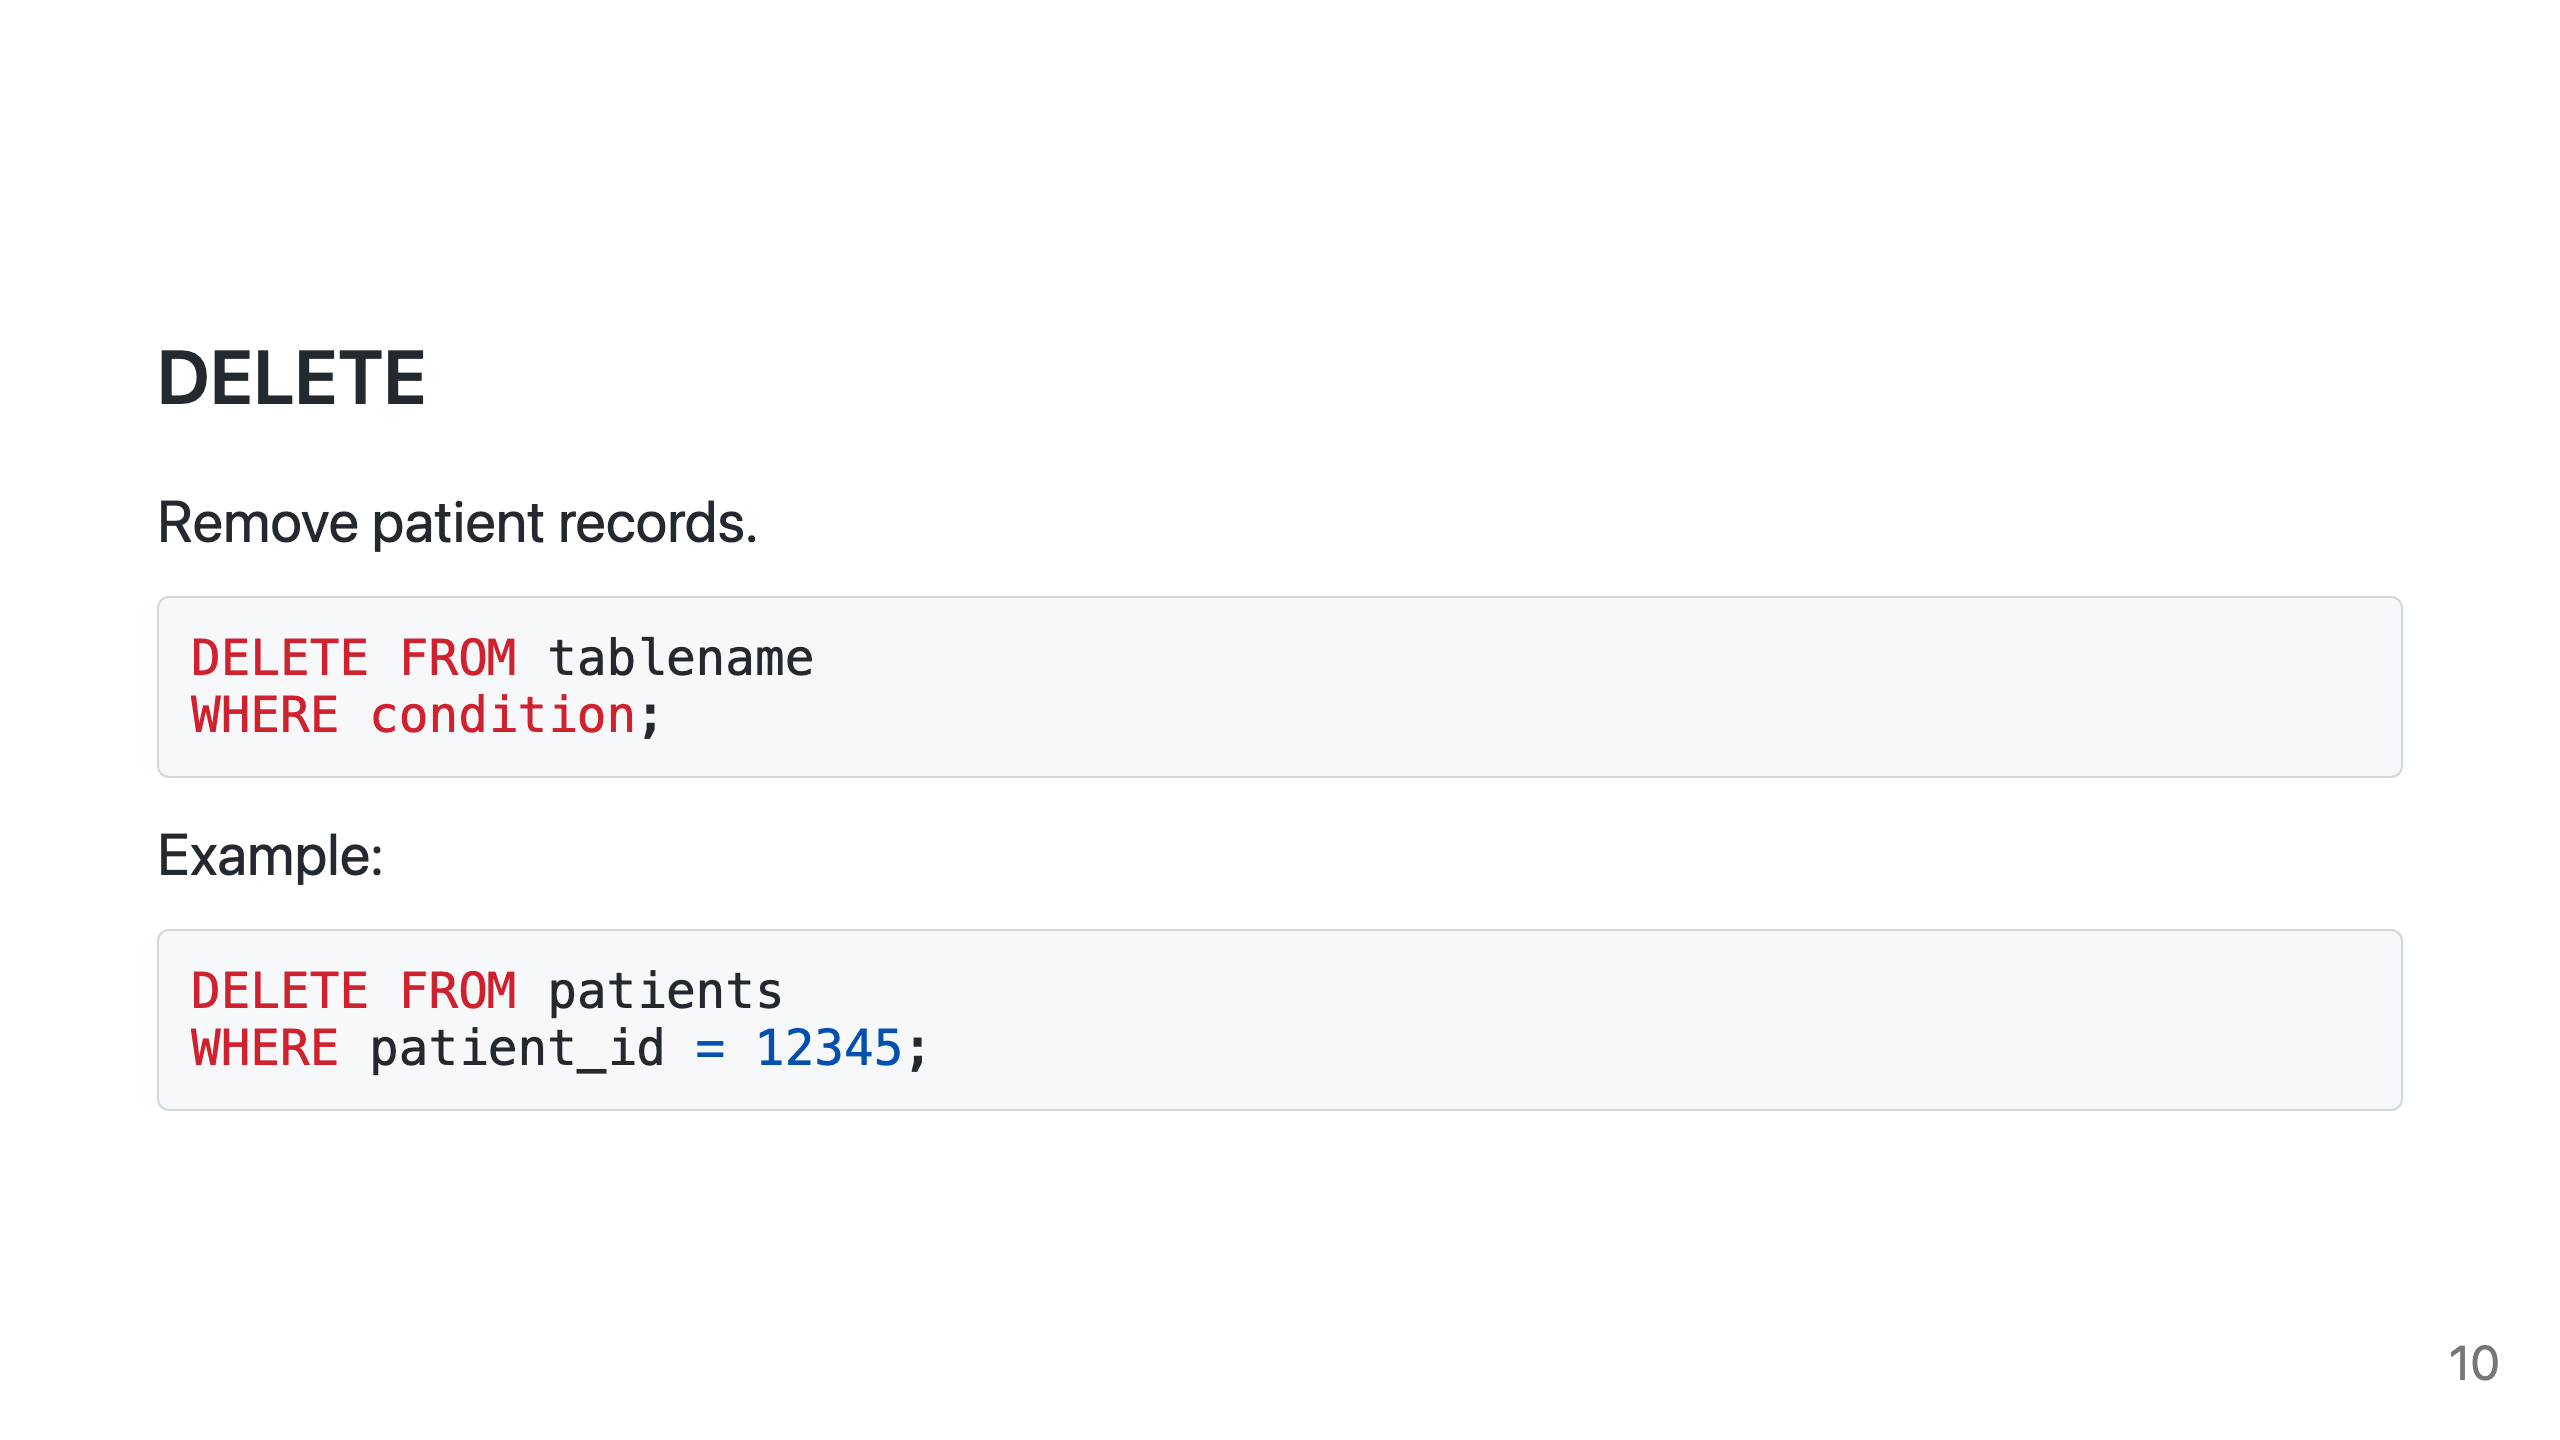 DELETE
Remove patient records.
DELETE FROM tablename
WHERE condition;
Example:
DELETE FROM patients
WHERE patient_id = 12345;
10